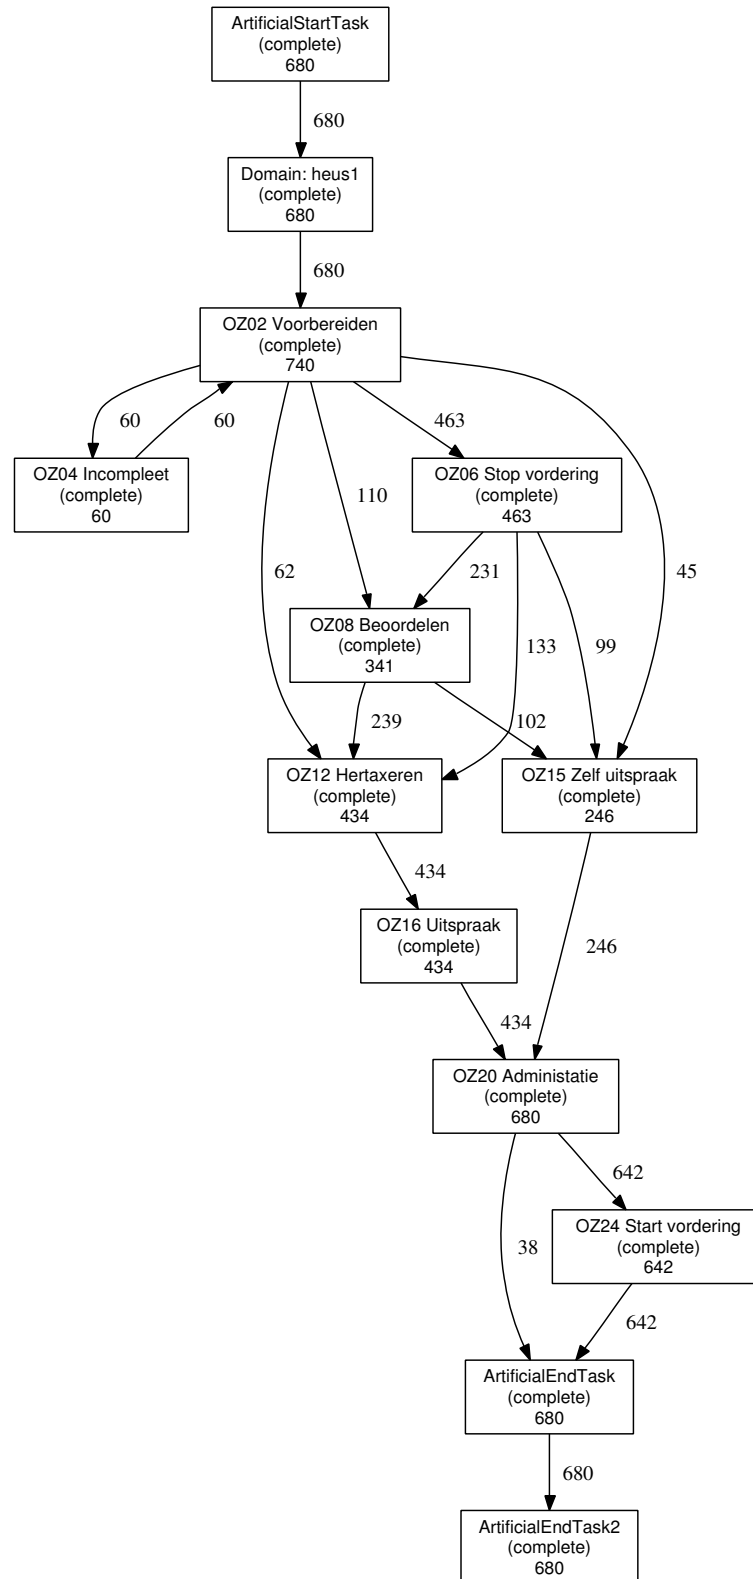 ArtificialStartTask
(complete)
680
680
Domain: heus1
(complete)
680
680
OZ02 Voorbereiden
(complete)
740
60
60
463
OZ04 Incompleet
(complete)
60
110
OZ06 Stop vordering
(complete)
463
62
231
45
OZ08 Beoordelen
(complete)
341
133
99
239
102
OZ12 Hertaxeren
(complete)
434
OZ15 Zelf uitspraak
(complete)
246
434
OZ16 Uitspraak
(complete)
434
246
434
OZ20 Administatie
(complete)
680
642
38
OZ24 Start vordering
(complete)
642
642
ArtificialEndTask
(complete)
680
680
ArtificialEndTask2
(complete)
680